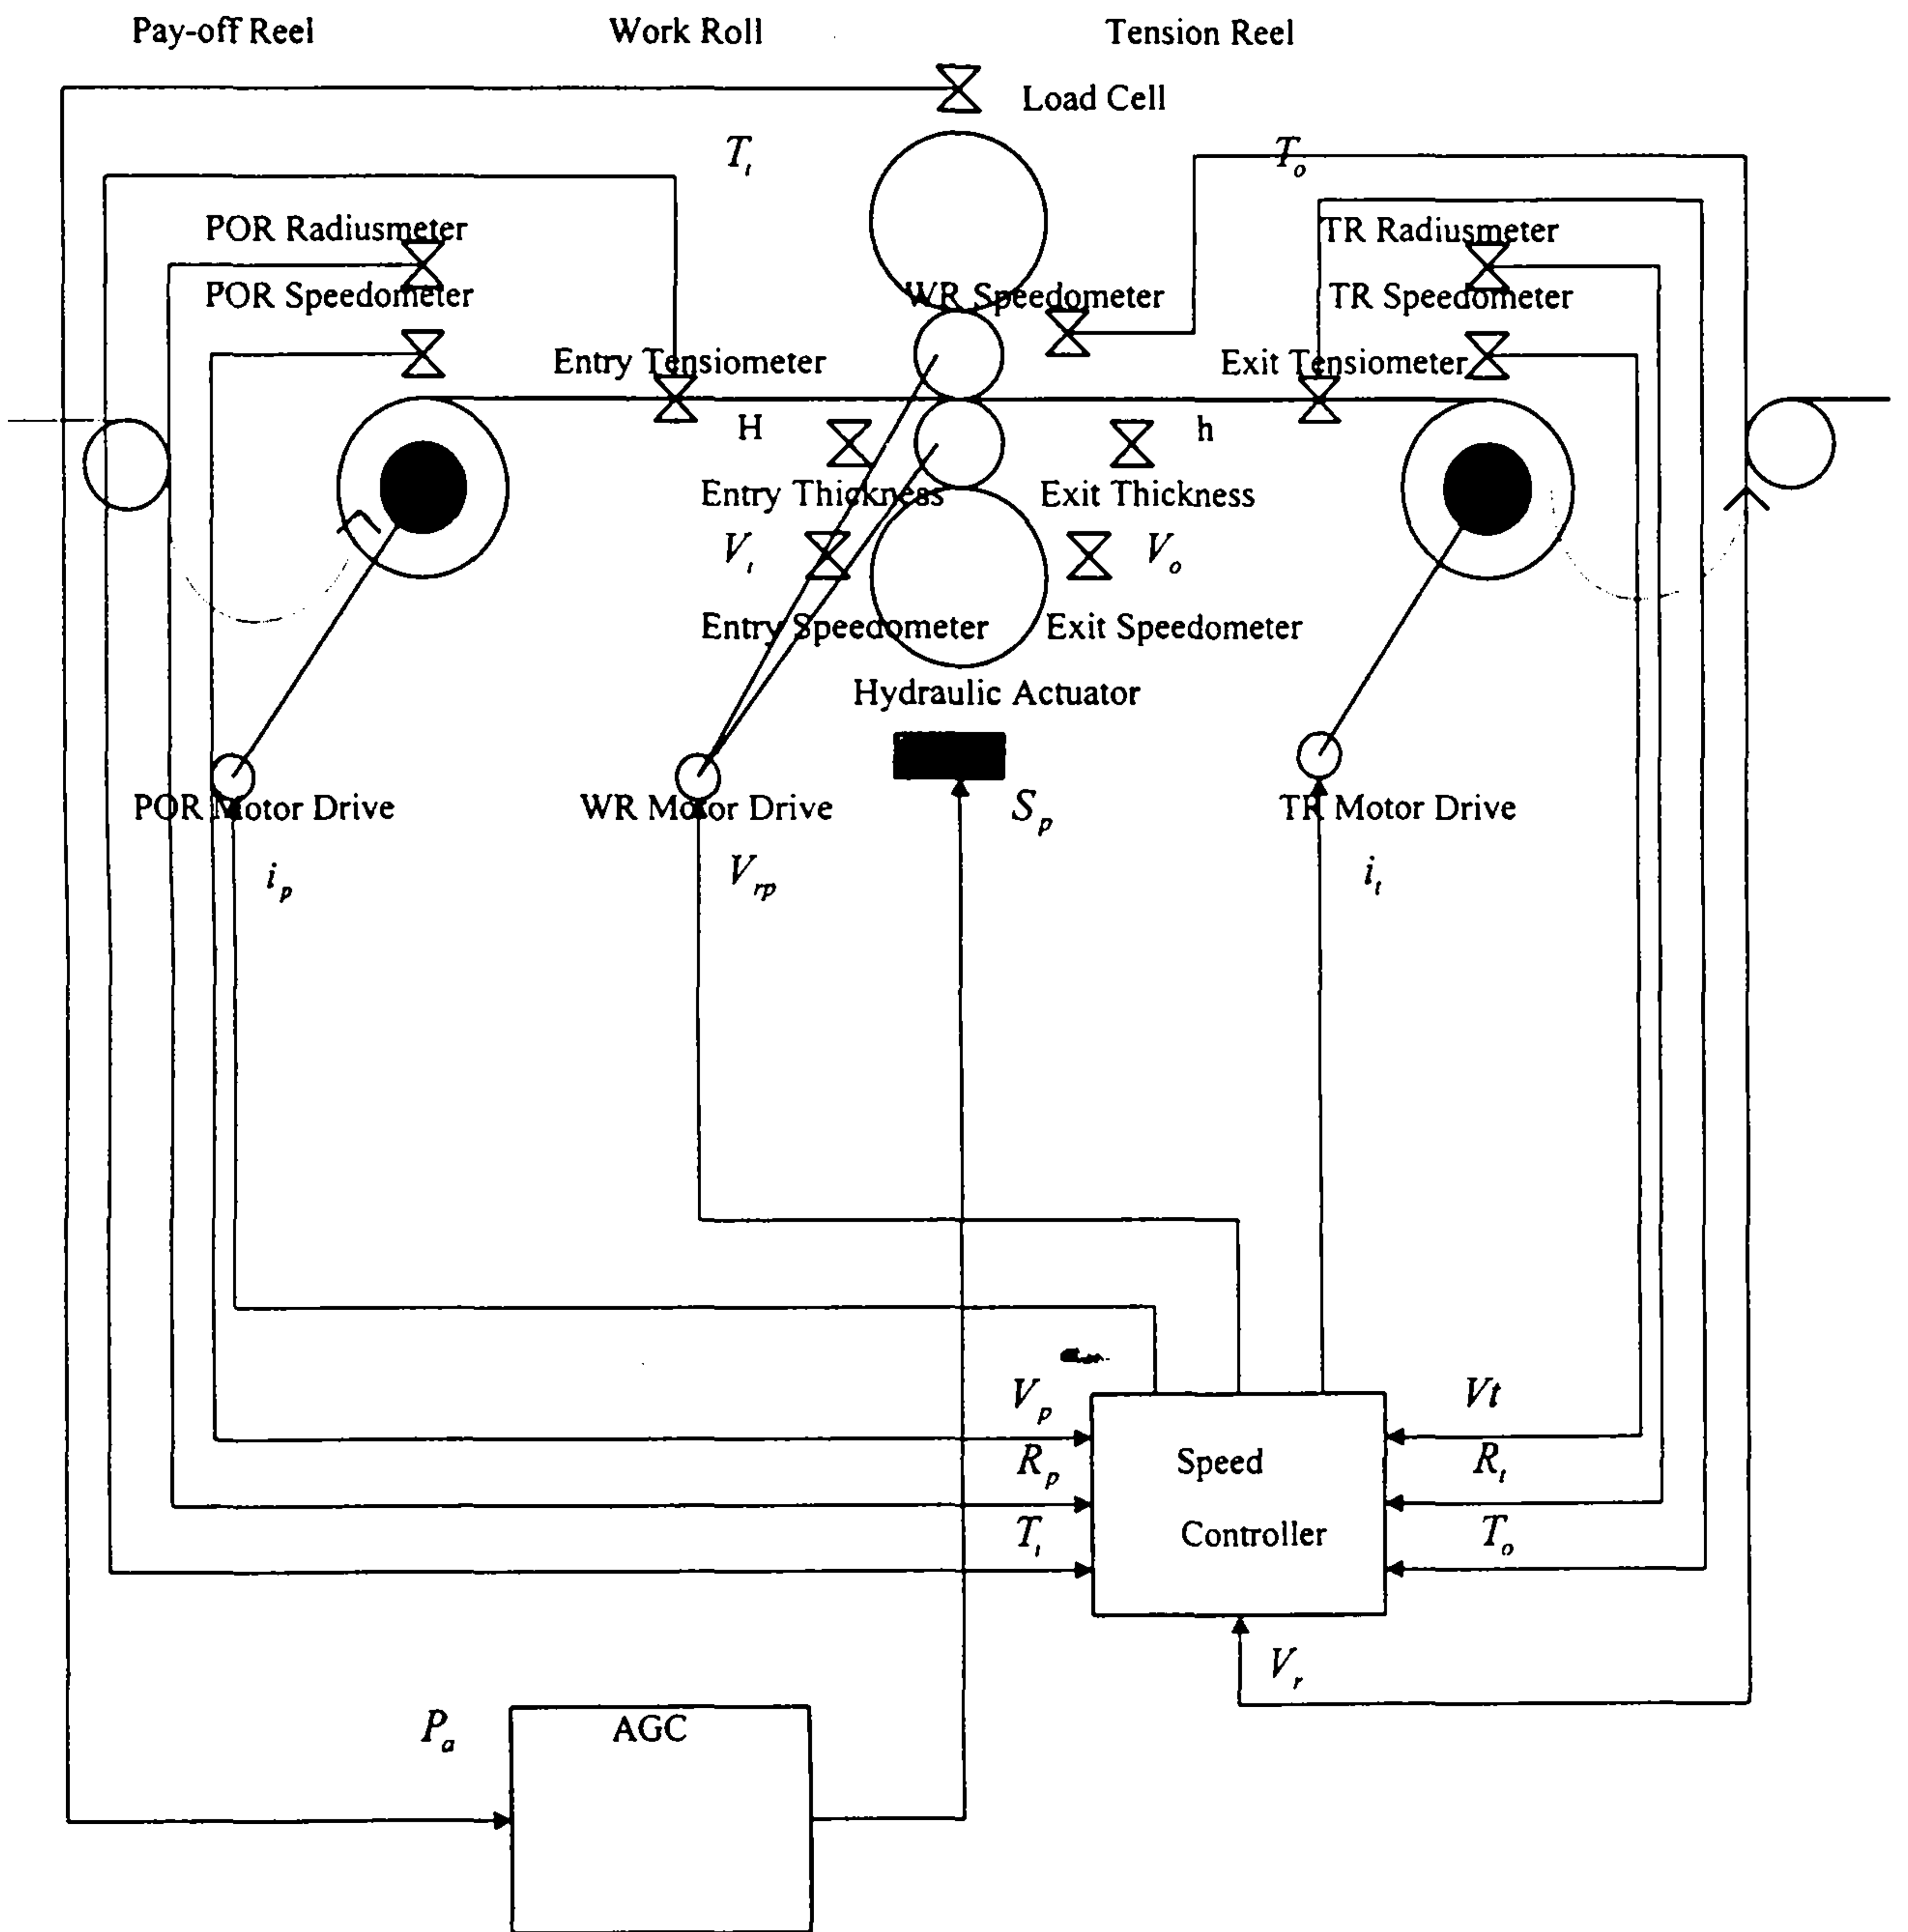 Pay-off Reel
Work Roll
Tension Reel
Load Cell
T_i
T_o
POR Radiusmeter
TR Radiusmeter
POR Speedometer
WR Speedometer
TR Speedometer
Entry Tensiometer
Exit Tensiometer
H
h
Entry Thickness
Exit Thickness
V_i
V_o
Entry Speedometer
Exit Speedometer
Hydraulic Actuator
POR Motor Drive
WR Motor Drive
S_p
TR Motor Drive
i_p
V_rp
i_t
V_p
Vt
R_p
Speed
R_t
T_i
Controller
T_o
V_r
P_a
AGC